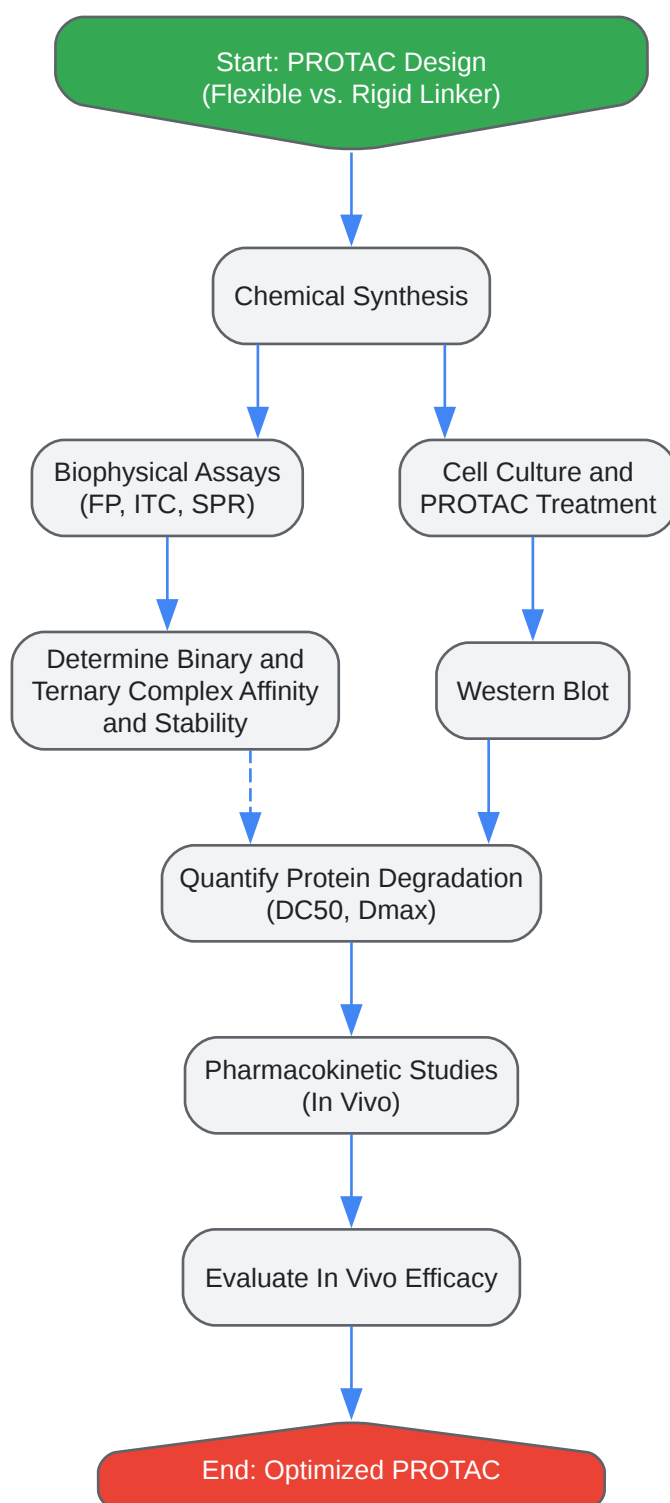 Start: PROTAC Design
(Flexible vs. Rigid Linker)
Chemical Synthesis
Biophysical Assays
(FP, ITC, SPR)
Cell Culture and
PROTAC Treatment
Determine Binary and
Ternary Complex Affinity
and Stability
Western Blot
Quantify Protein Degradation
(DC50, Dmax)
Pharmacokinetic Studies
(In Vivo)
Evaluate In Vivo Efficacy
End: Optimized PROTAC